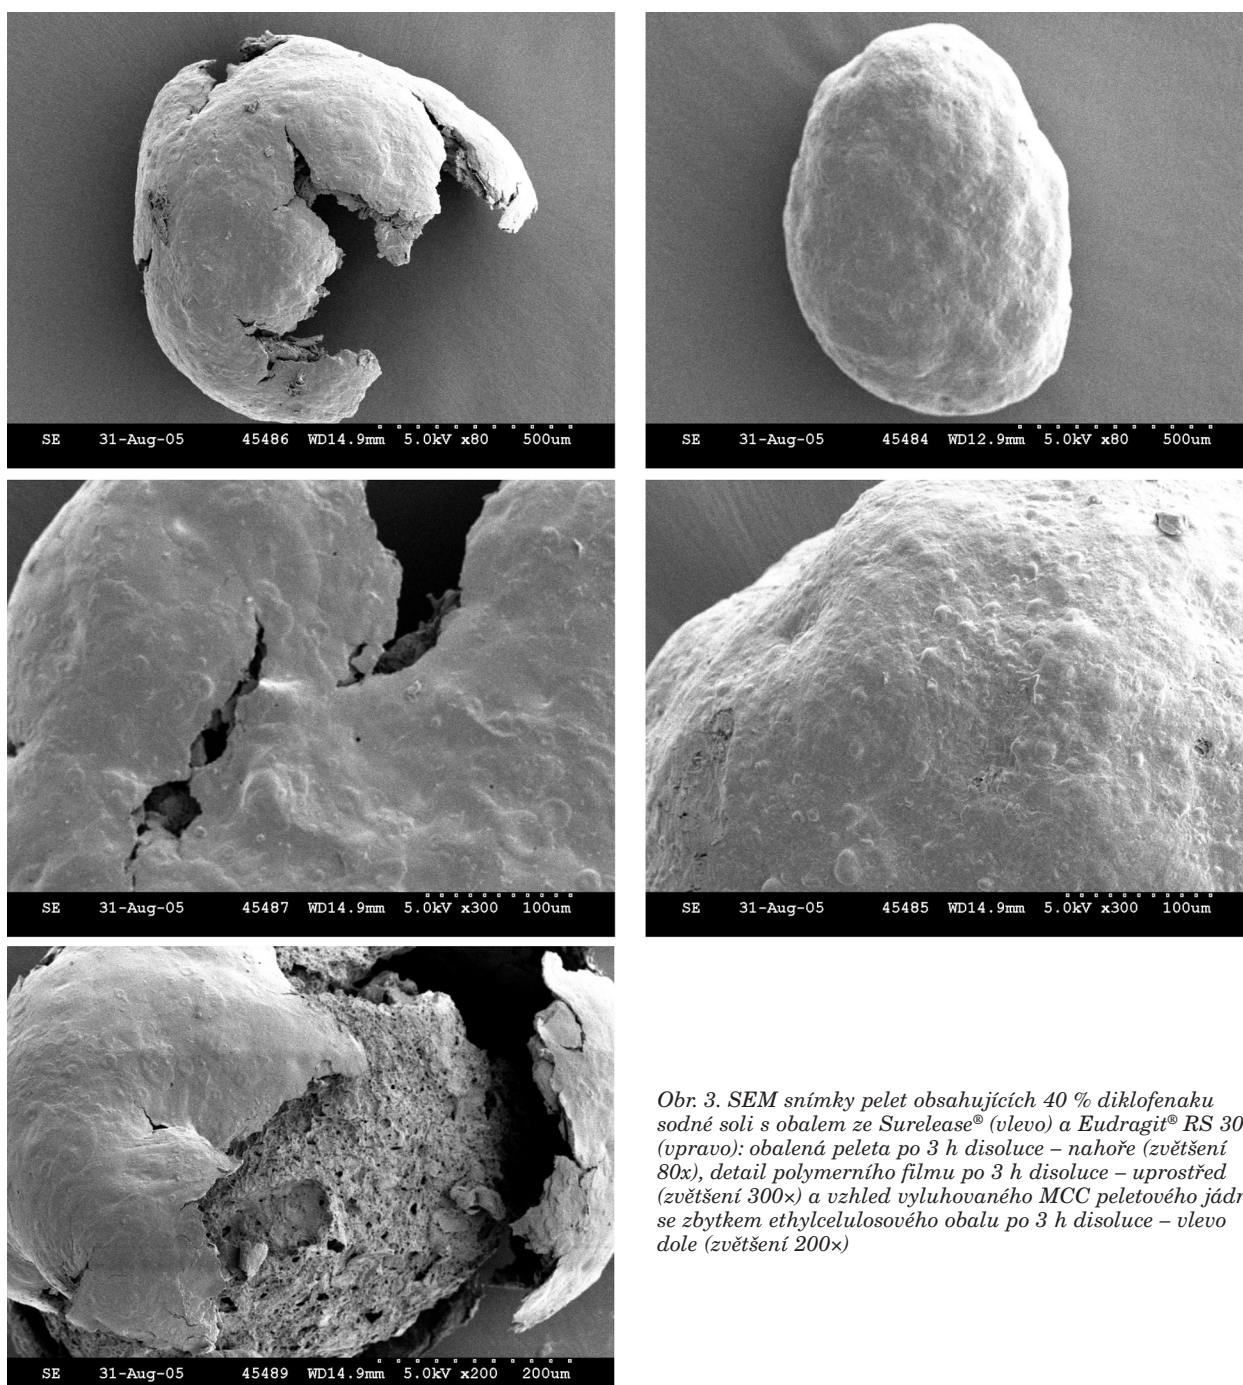 SE 31-Aug-05 45486 WD14.9mm 5.0kV x80 500um
SE 31-Aug-05 45484 WD12.9mm 5.0kV x80 500um
SE 31-Aug-05 45487 WD14.9mm 5.0kV x300 100um
SE 31-Aug-05 45485 WD14.9mm 5.0kV x300 100um
SE 31-Aug-05 45489 WD14.9mm 5.0kV x200 200um
Obr. 3. SEM snímky pelet obsahujících 40 % diklofenaku
sodné soli s obalem ze Surelease® (vlevo) a Eudragit® RS 30
(vpravo): obalená peleta po 3 h disoluce – nahoře (zvětšení
80x), detail polymerního filmu po 3 h disoluce – uprostřed
(zvětšení 300×) a vzhled vyluhovaného MCC peletového jádr
se zbytkem ethylcelulosového obalu po 3 h disoluce – vlevo
dole (zvětšení 200×)